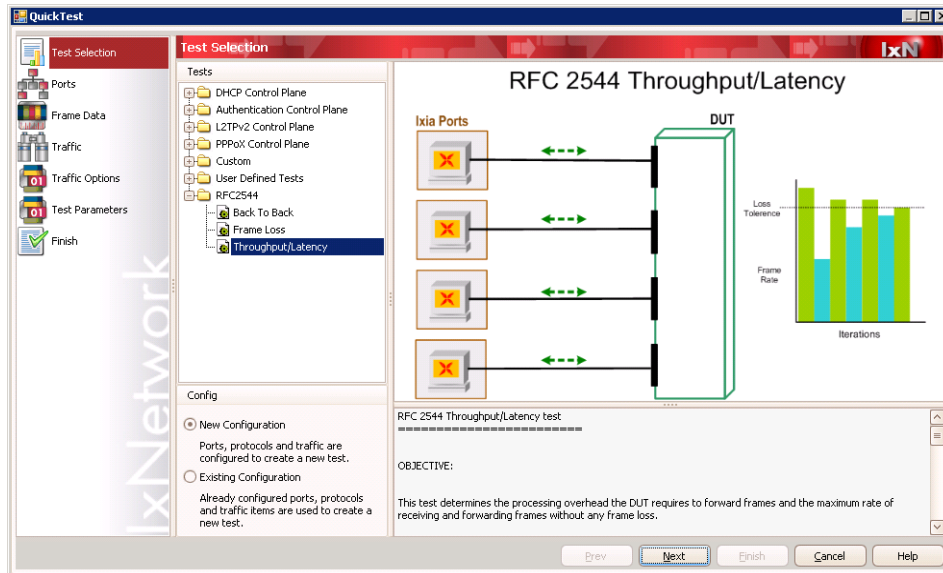 QuickTest
Test Selection
Ports
Frame Data
Traffic
Traffic Options
Test Parameters
Finish
IxNetwork
Test Selection
IxN
Tests
DHCP Control Plane
Authentication Control Plane
L2TPv2 Control Plane
PPPoX Control Plane
Custom
User Defined Tests
RFC2544
Back To Back
Frame Loss
Throughput/Latency
Config
New Configuration
Ports, protocols and traffic are
configured to create a new test.
Existing Configuration
Already configured ports, protocols
and traffic items are used to create a
new test.
RFC 2544 Throughput/Latency
Ixia Ports
DUT
Loss
Tolerence
Frame
Rate
Iterations
RFC 2544 Throughput/Latency test
========================
OBJECTIVE:
This test determines the processing overhead the DUT requires to forward frames and the maximum rate of
receiving and forwarding frames without any frame loss.
Prev
Next
Finish
Cancel
Help